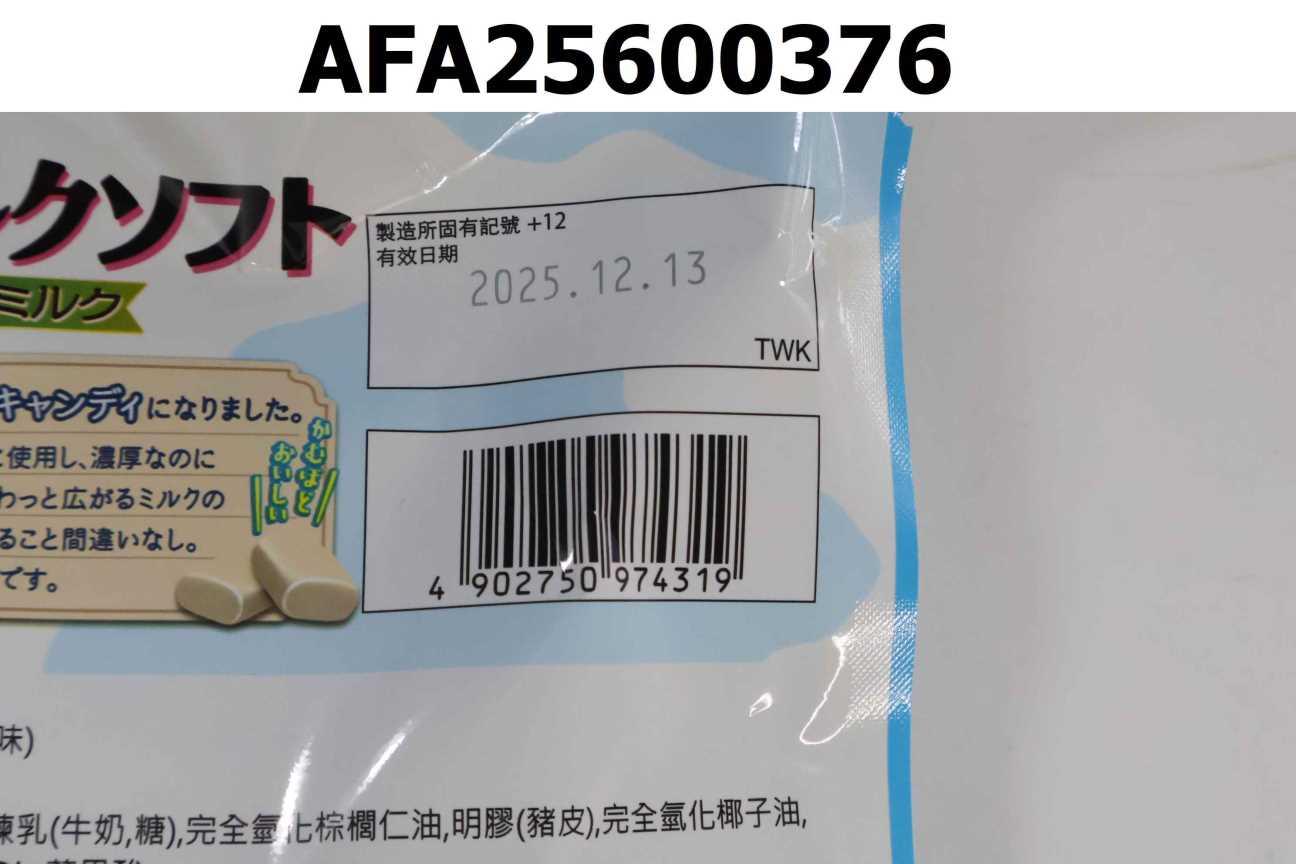 AFA25600376
ルクソフト
ミルク
製造所固有記號 +12
有效日期
2025.12.13
TWK
キャンディになりました。
使用し、濃厚なのに
わっと広がるミルクの
ること間違いなし。
です。
かむほど
おいしい
4 902750 974319
味)
煉乳(牛奶,糖),完全氫化棕櫚仁油,明膠(豬皮),完全氫化椰子油,